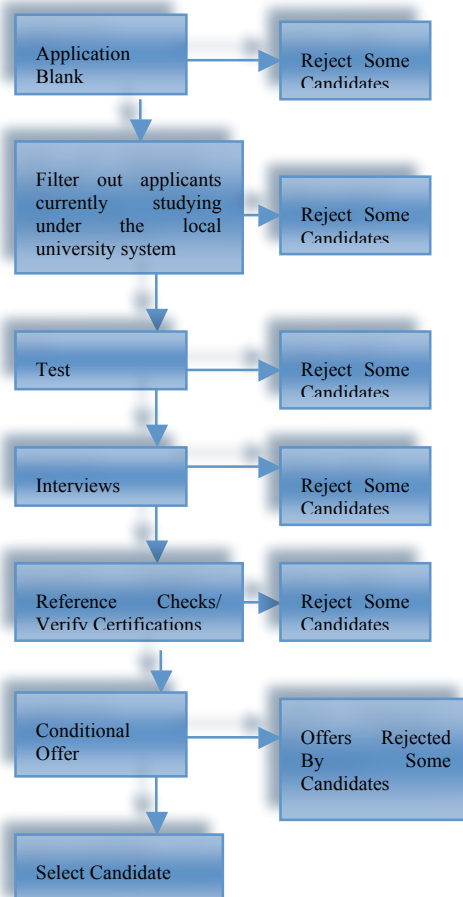 Application
Blank
Reject Some
Candidates
Filter out applicants
currently studying
under the local
university system
Reject Some
Candidates
Test
Reject Some
Candidates
Interviews
Reject Some
Candidates
Reference Checks/
Verify Certifications
Reject Some
Candidates
Conditional
Offer
Offers Rejected
By Some
Candidates
Select Candidate